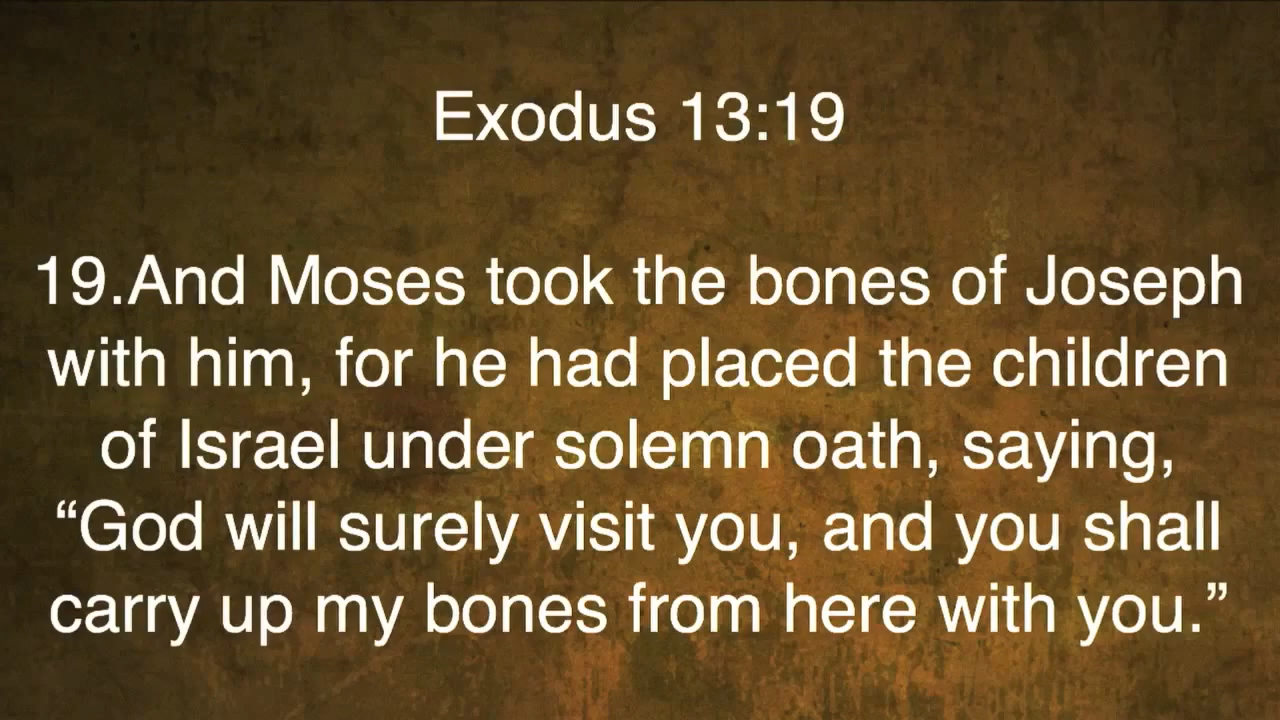 Exodus 13:19
19.And Moses took the bones of Joseph
with him, for he had placed the children
of Israel under solemn oath, saying,
“God will surely visit you, and you shall
carry up my bones from here with you.”